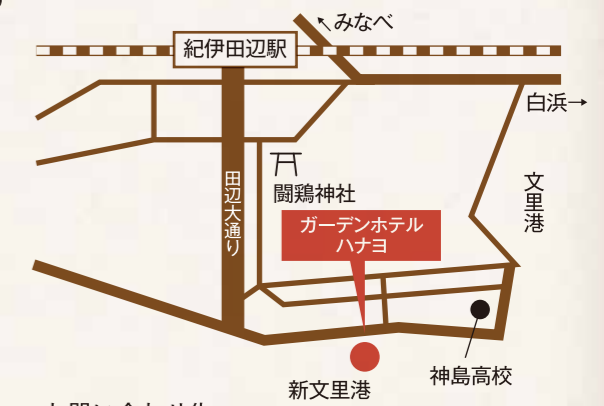 みなべ
紀伊田辺駅
白浜
闘鶏神社
田辺大通り
文里港
ガーデンホテル
ハナヨ
神島高校
新文里港